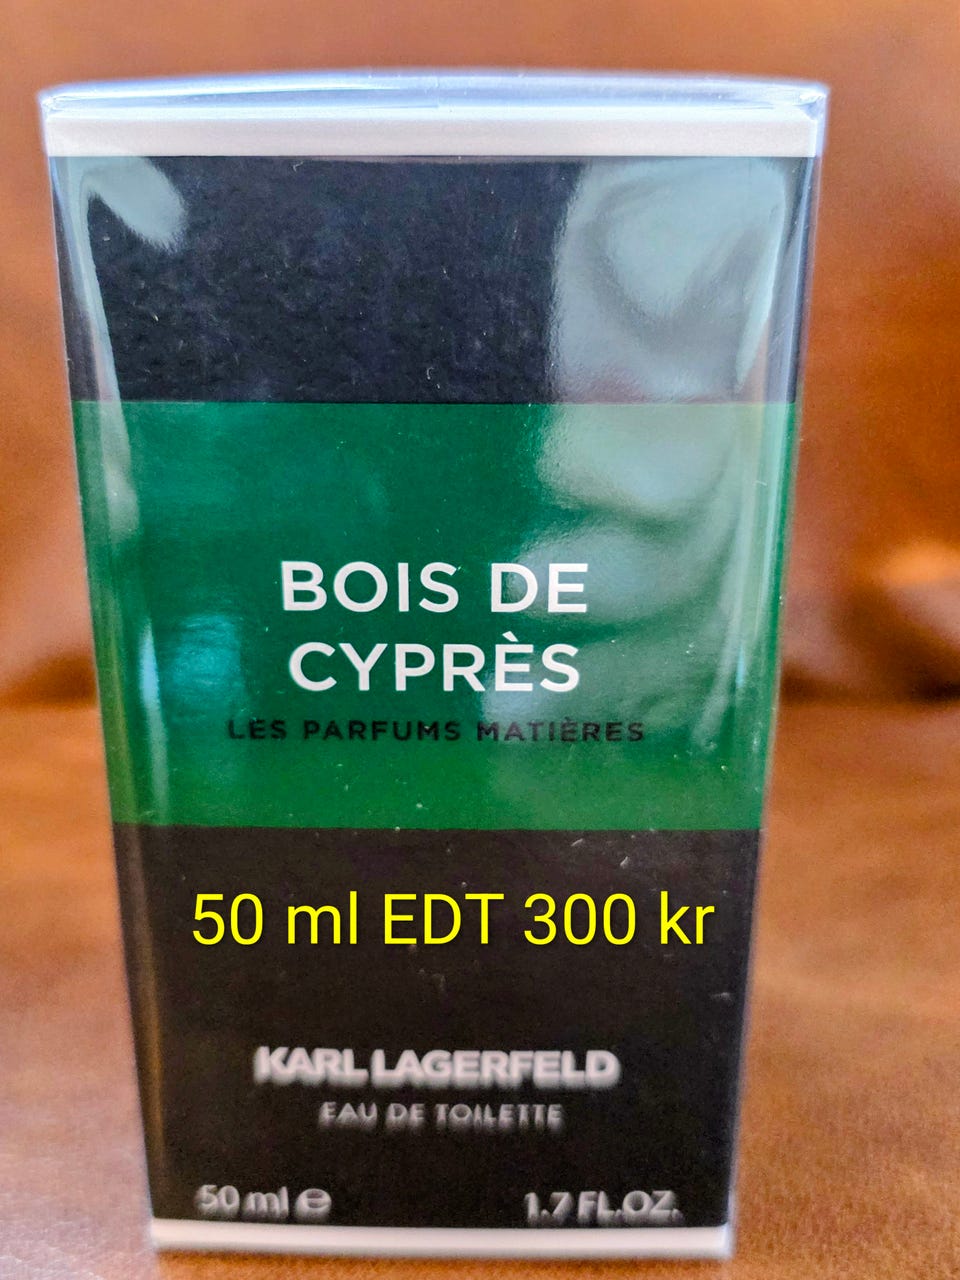 BOIS DE
CYPRÈS
LES PARFUMS MATIÈRES
50 ml EDT 300 kr
KARL LAGERFELD
EAU DE TOILETTE
50 ml ℮ 1.7 FL.OZ.